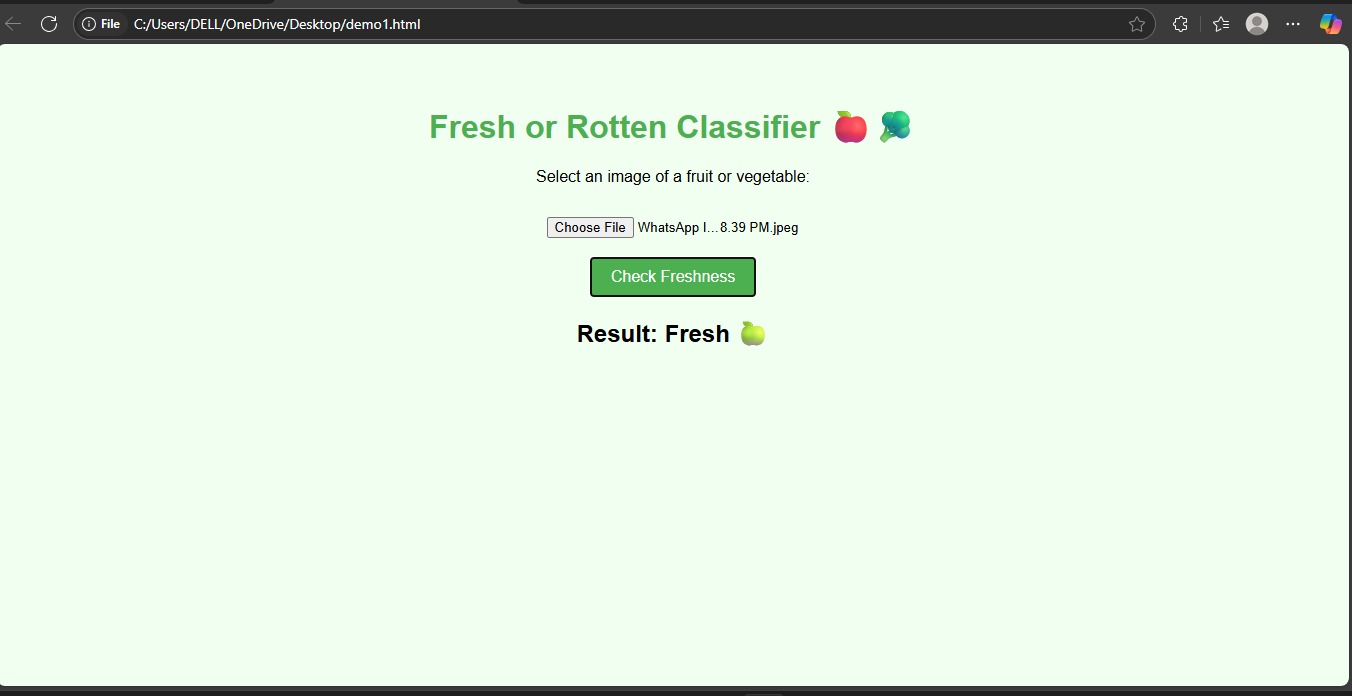 File C:/Users/DELL/OneDrive/Desktop/demo1.html
Fresh or Rotten Classifier 🍎 🥦
Select an image of a fruit or vegetable:
Choose File WhatsApp I...8.39 PM.jpeg
Check Freshness
Result: Fresh 🍏